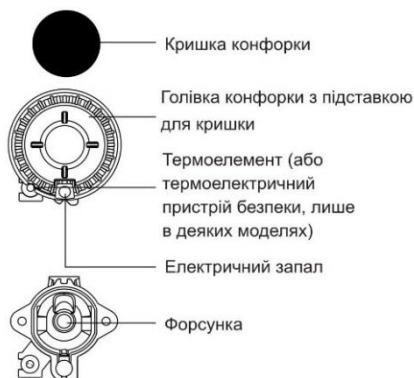 Кришка конфорки
Голівка конфорки з підставкою
для кришки
Термоелемент (або
термоелектричний
пристрій безпеки, лише
в деяких моделях)
Електричний запал
Форсунка